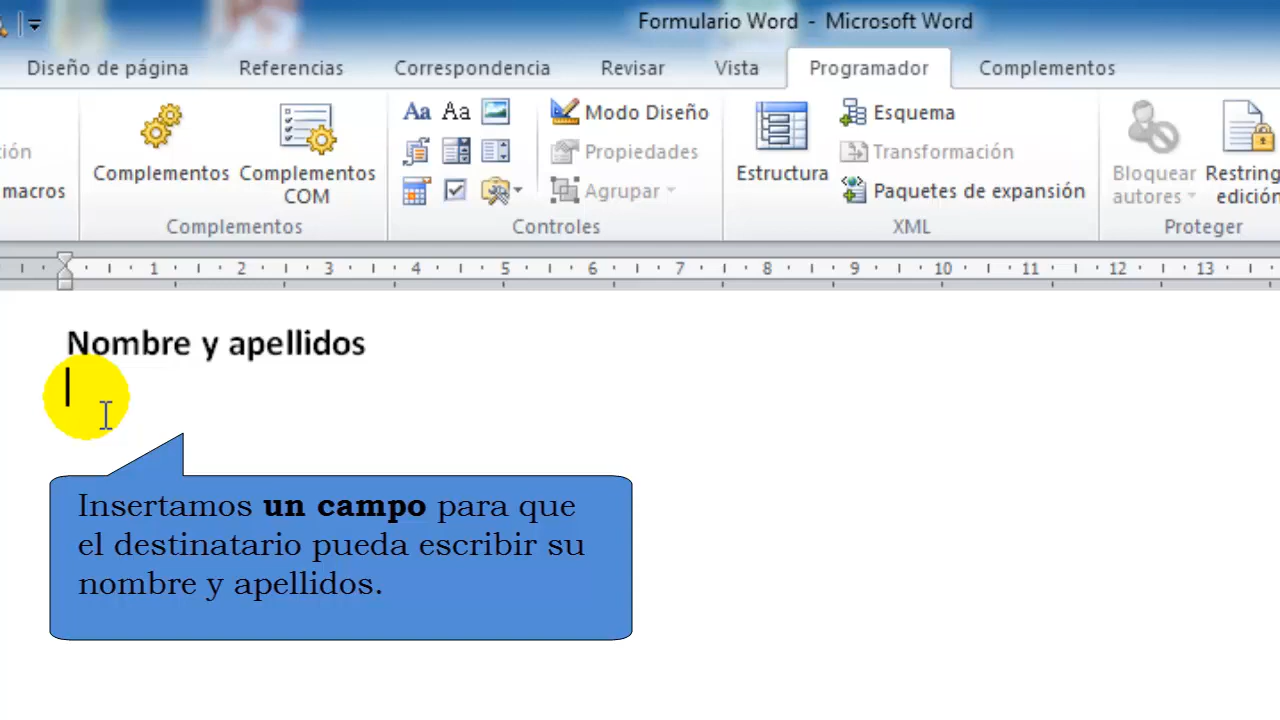 Formulario Word - Microsoft Word
Diseño de página Referencias Correspondencia Revisar Vista Programador Complementos
Aa Aa Modo Diseño Esquema
ción Propiedades Transformación
Complementos Complementos COM Estructura Bloquear autores Restring edición
macros Agrupar Paquetes de expansión
Complementos Controles XML Proteger
1 2 3 4 5 6 7 8 9 10 11 12 13
Nombre y apellidos
Insertamos un campo para que
el destinatario pueda escribir su
nombre y apellidos.